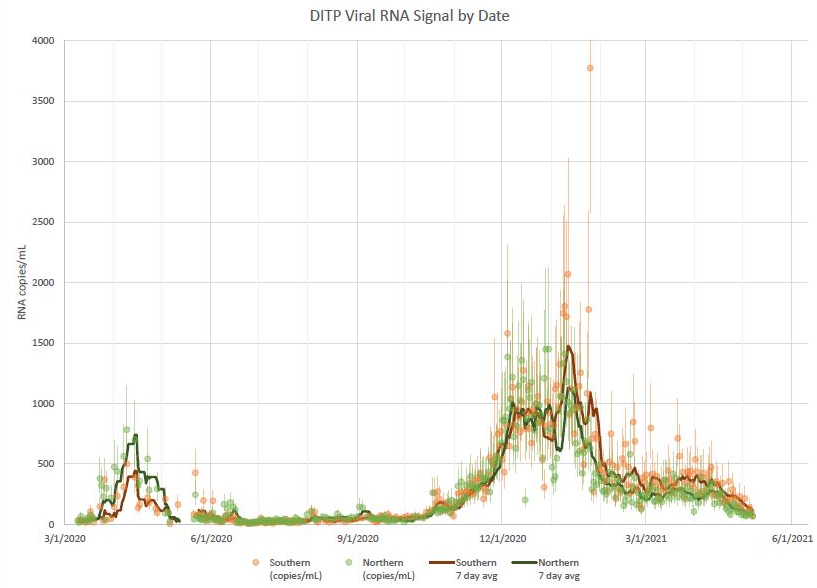 DITP Viral RNA Signal by Date
4000
3500
3000
2500
2000
1500
1000
500
0
RNA copies/mL
3/1/2020 6/1/2020 9/1/2020 12/1/2020 3/1/2021 6/1/2021
Southern Northern Southern Northern
(copies/mL) (copies/mL) 7 day avg 7 day avg